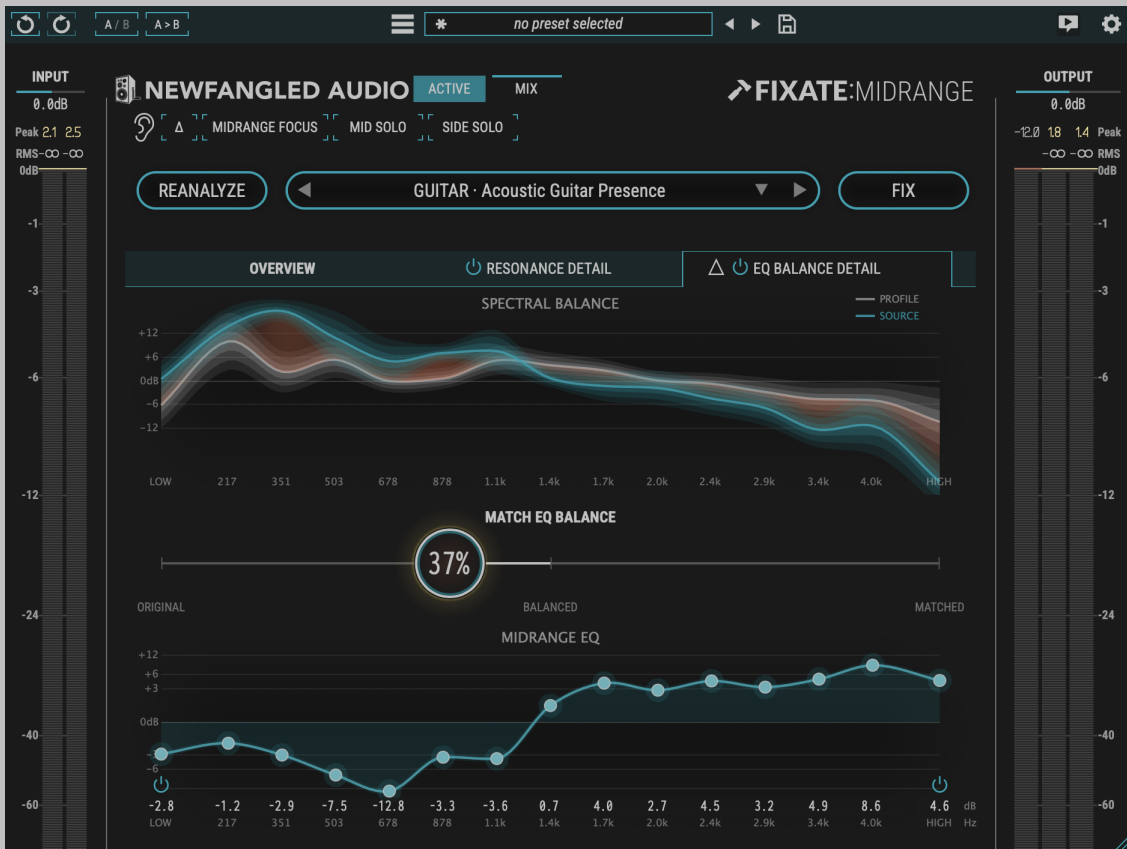 A / B A > B * no preset selected
INPUT
0.0dB
Peak 2.1 2.5
RMS -∞ -∞
0dB
-1
-3
-6
-12
-24
-40
-60
NEWFANGLED AUDIO ACTIVE MIX FIXATE:MIDRANGE
Δ MIDRANGE FOCUS MID SOLO SIDE SOLO
REANALYZE GUITAR · Acoustic Guitar Presence FIX
OVERVIEW RESONANCE DETAIL Δ EQ BALANCE DETAIL
SPECTRAL BALANCE
PROFILE
SOURCE
+12
+6
0dB
-6
-12
LOW 217 351 503 678 878 1.1k 1.4k 1.7k 2.0k 2.4k 2.9k 3.4k 4.0k HIGH
MATCH EQ BALANCE
37%
ORIGINAL BALANCED MATCHED
MIDRANGE EQ
+12
+6
+3
0dB
-6
-2.8 -1.2 -2.9 -7.5 -12.8 -3.3 -3.6 0.7 4.0 2.7 4.5 3.2 4.9 8.6 4.6 dB
LOW 217 351 503 678 878 1.1k 1.4k 1.7k 2.0k 2.4k 2.9k 3.4k 4.0k HIGH Hz
OUTPUT
0.0dB
-12.0 1.8 1.4 Peak
-∞ -∞ RMS
0dB
-1
-3
-6
-12
-24
-40
-60